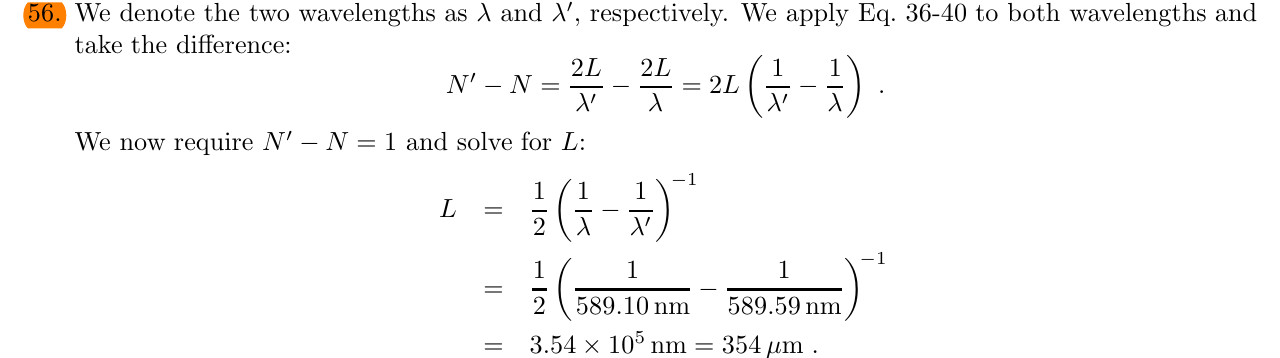 56. We denote the two wavelengths as λ and λ′, respectively. We apply Eq. 36-40 to both wavelengths and
take the difference:
N′ − N = 2L/λ′ − 2L/λ = 2L (1/λ′ − 1/λ) .
We now require N′ − N = 1 and solve for L:
L = 1/2 (1/λ − 1/λ′)^−1
= 1/2 (1/589.10 nm − 1/589.59 nm)^−1
= 3.54 × 10^5 nm = 354 μm .